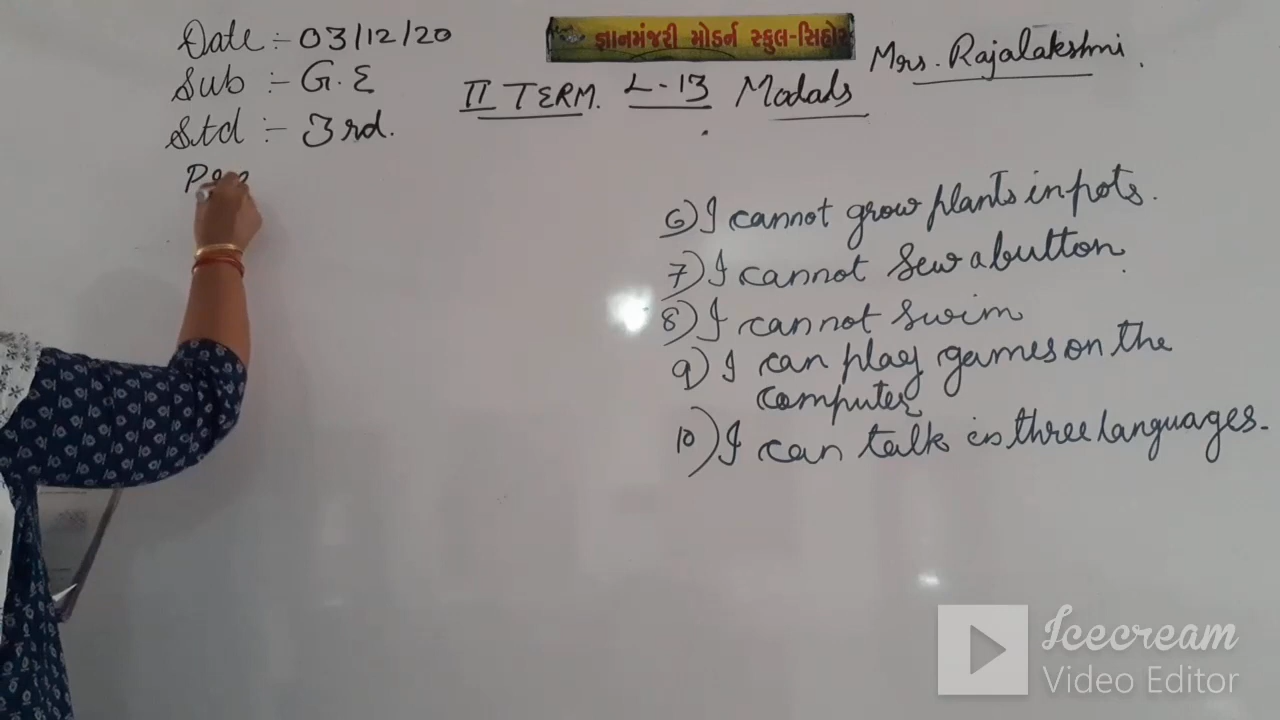 Date :- 03/12/20
Sub :- G.E
Std :- 3rd.
જ્ઞાનમંજરી મોડર્ન સ્કુલ-સિહોર
Mrs. Rajalakshmi.
II TERM. L-13 Modals
6) I cannot grow plants in pots.
7) I cannot sew a button.
8) I cannot swim
9) I can play games on the
computer
10) I can talk in three languages.
Icecream
Video Editor